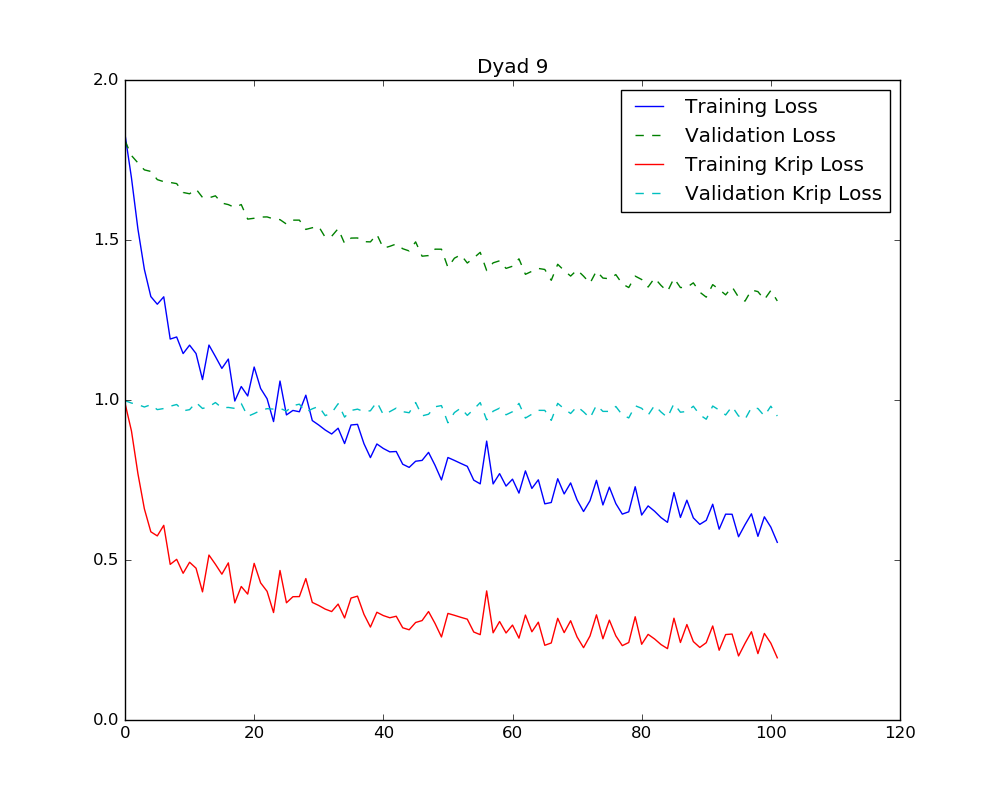 Dyad 9
2.0
1.5
1.0
0.5
0.0
0 20 40 60 80 100 120
Training Loss
Validation Loss
Training Krip Loss
Validation Krip Loss